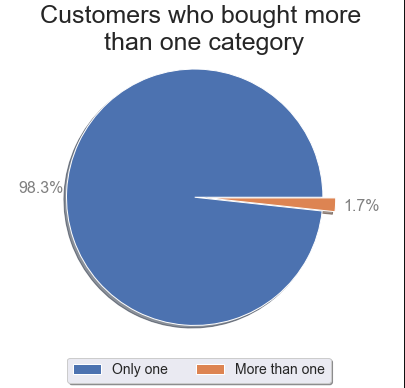 Customers who bought more
than one category
98.3%
1.7%
Only one
More than one